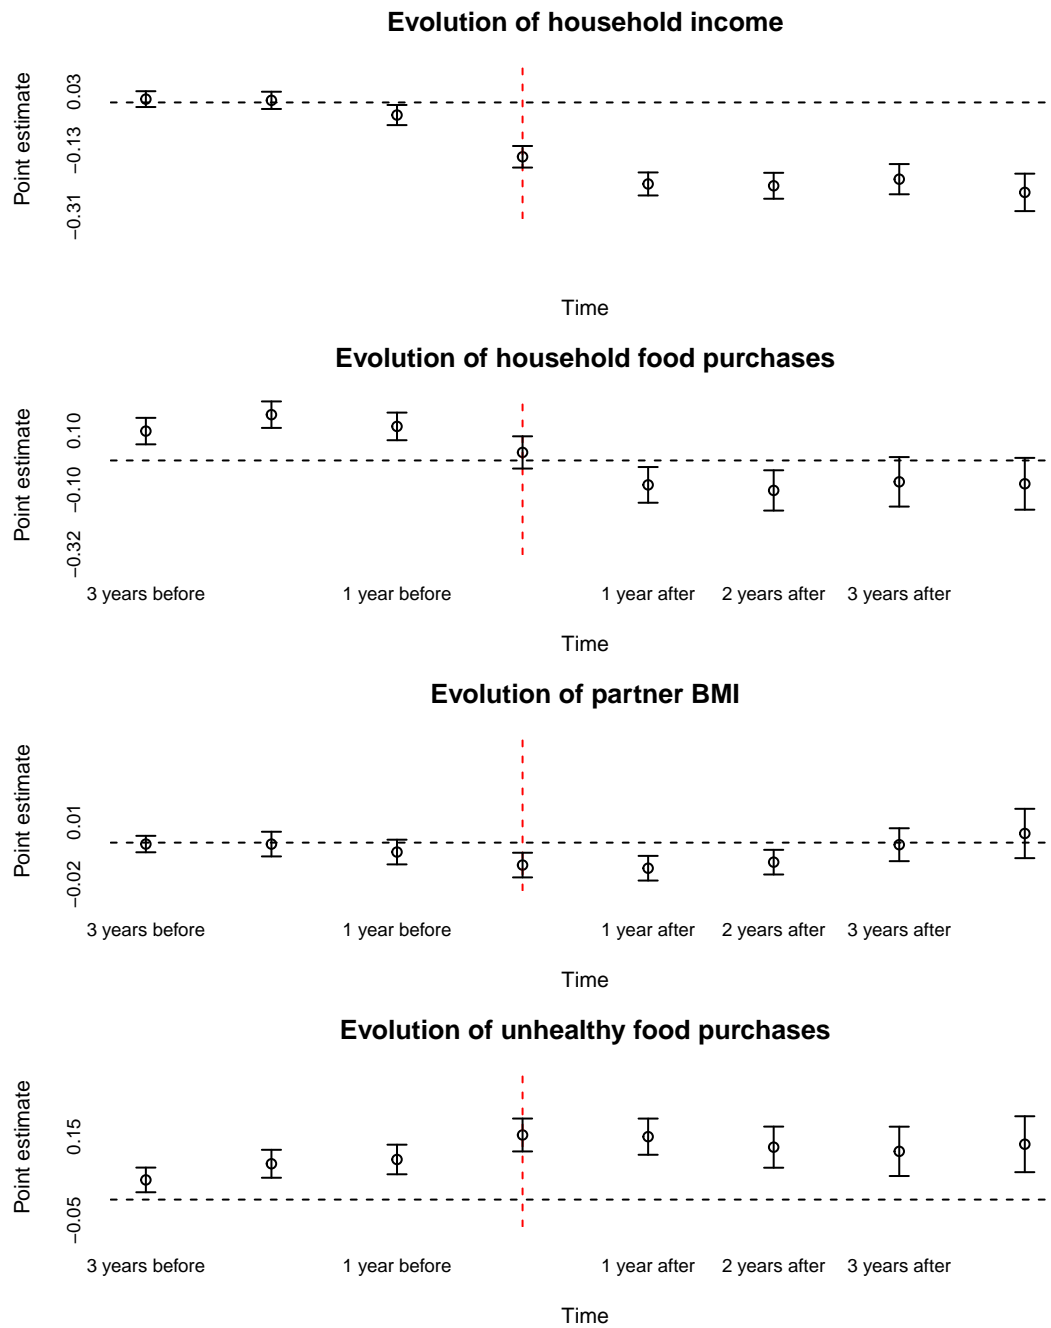 Evolution of household income
Point estimate
0.03
−0.13
−0.31
Time
Evolution of household food purchases
Point estimate
0.10
−0.10
−0.32
3 years before 1 year before 1 year after 2 years after 3 years after
Time
Evolution of partner BMI
Point estimate
0.01
−0.02
3 years before 1 year before 1 year after 2 years after 3 years after
Time
Evolution of unhealthy food purchases
Point estimate
0.15
−0.05
3 years before 1 year before 1 year after 2 years after 3 years after
Time